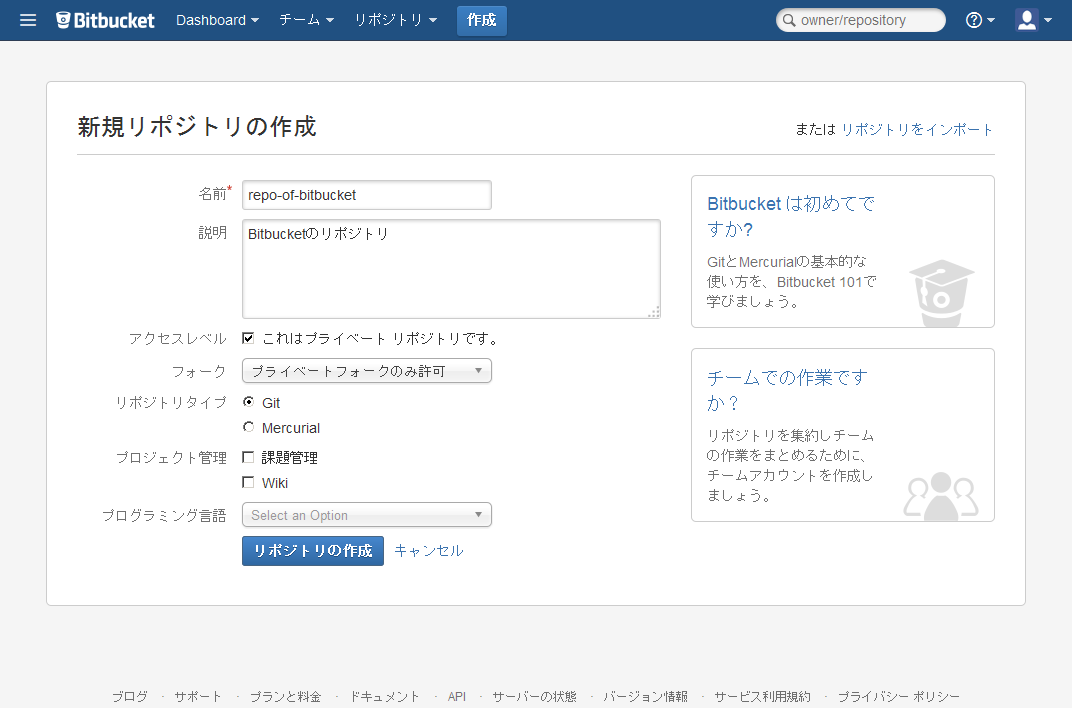 Bitbucket Dashboard チーム リポジトリ 作成 owner/repository
新規リポジトリの作成
または リポジトリをインポート
名前* repo-of-bitbucket
説明 Bitbucketのリポジトリ
アクセスレベル これはプライベート リポジトリです。
フォーク プライベートフォークのみ許可
リポジトリタイプ Git
Mercurial
プロジェクト管理 課題管理
Wiki
プログラミング言語 Select an Option
リポジトリの作成 キャンセル
Bitbucket は初めてで
すか?
GitとMercurialの基本的な
使い方を、Bitbucket 101で
学びましょう。
チームでの作業です
か？
リポジトリを集約しチーム
の作業をまとめるために、
チームアカウントを作成し
ましょう。
ブログ · サポート · プランと料金 · ドキュメント · API · サーバーの状態 · バージョン情報 · サービス利用規約 · プライバシー ポリシー